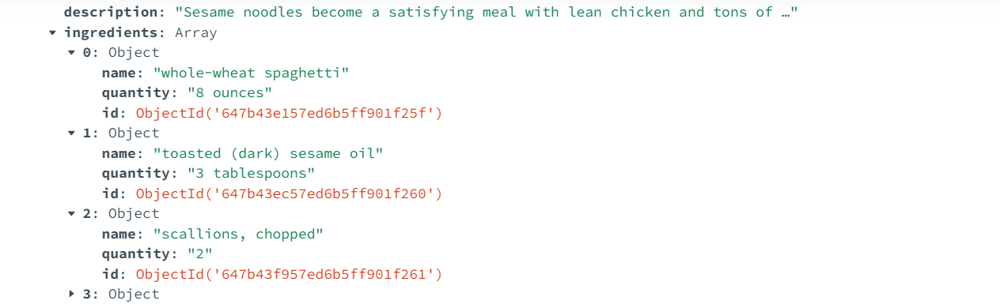 description: "Sesame noodles become a satisfying meal with lean chicken and tons of …"
ingredients: Array
0: Object
name: "whole-wheat spaghetti"
quantity: "8 ounces"
id: ObjectId('647b43e157ed6b5ff901f25f')
1: Object
name: "toasted (dark) sesame oil"
quantity: "3 tablespoons"
id: ObjectId('647b43ec57ed6b5ff901f260')
2: Object
name: "scallions, chopped"
quantity: "2"
id: ObjectId('647b43f957ed6b5ff901f261')
3: Object